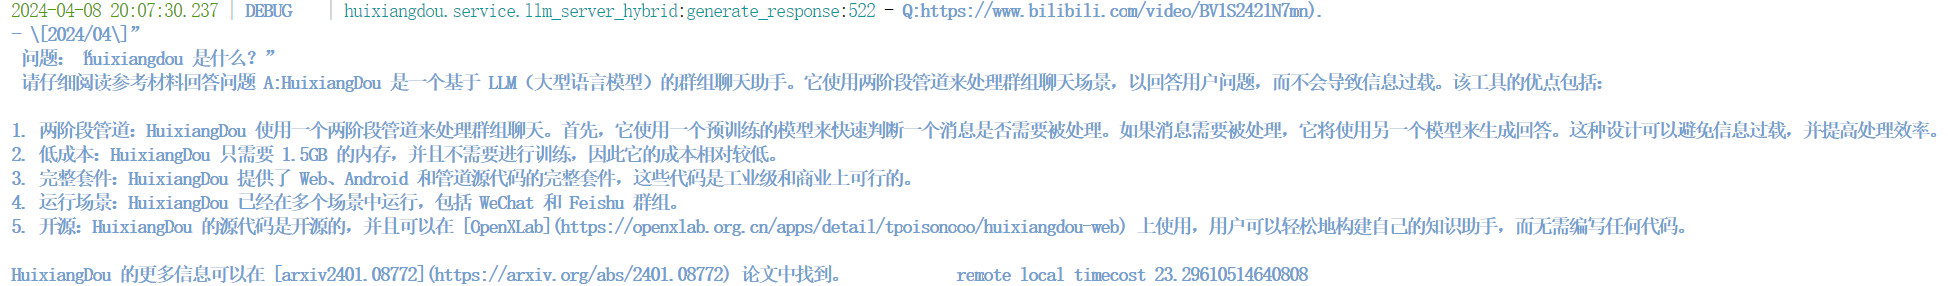 2024-04-08 20:07:30.237 | DEBUG    | huixiangdou.service.llm_server_hybrid:generate_response:522 - Q:https://www.bilibili.com/video/BV1S2421N7mn).
- \[2024/04\]”
问题：“huixiangdou 是什么？”
请仔细阅读参考材料回答问题 A:HuixiangDou 是一个基于 LLM（大型语言模型）的群组聊天助手。它使用两阶段管道来处理群组聊天场景，以回答用户问题，而不会导致信息过载。该工具的优点包括：
1. 两阶段管道：HuixiangDou 使用一个两阶段管道来处理群组聊天。首先，它使用一个预训练的模型来快速判断一个消息是否需要被处理。如果消息需要被处理，它将使用另一个模型来生成回答。这种设计可以避免信息过载，并提高处理效率。
2. 低成本：HuixiangDou 只需要 1.5GB 的内存，并且不需要进行训练，因此它的成本相对较低。
3. 完整套件：HuixiangDou 提供了 Web、Android 和管道源代码的完整套件，这些代码是工业级和商业上可行的。
4. 运行场景：HuixiangDou 已经在多个场景中运行，包括 WeChat 和 Feishu 群组。
5. 开源：HuixiangDou 的源代码是开源的，并且可以在 [OpenXLab](https://openxlab.org.cn/apps/detail/tpoisonooo/huixiangdou-web) 上使用，用户可以轻松地构建自己的知识助手，而无需编写任何代码。
HuixiangDou 的更多信息可以在 [arxiv2401.08772](https://arxiv.org/abs/2401.08772) 论文中找到。 remote local timecost 23.29610514640808